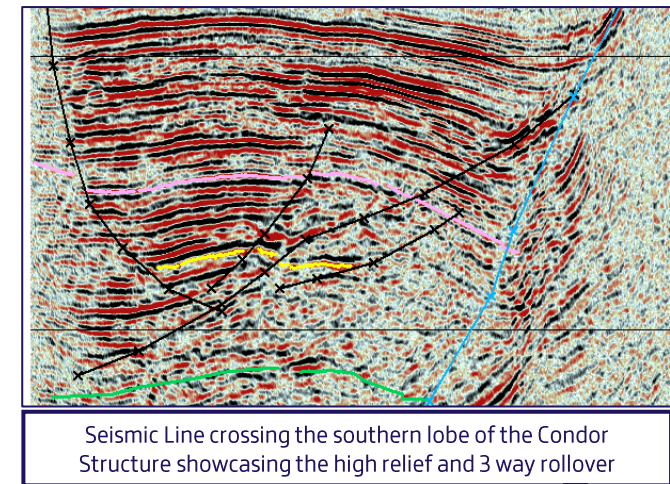 Seismic Line crossing the southern lobe of the Condor
Structure showcasing the high relief and 3 way rollover